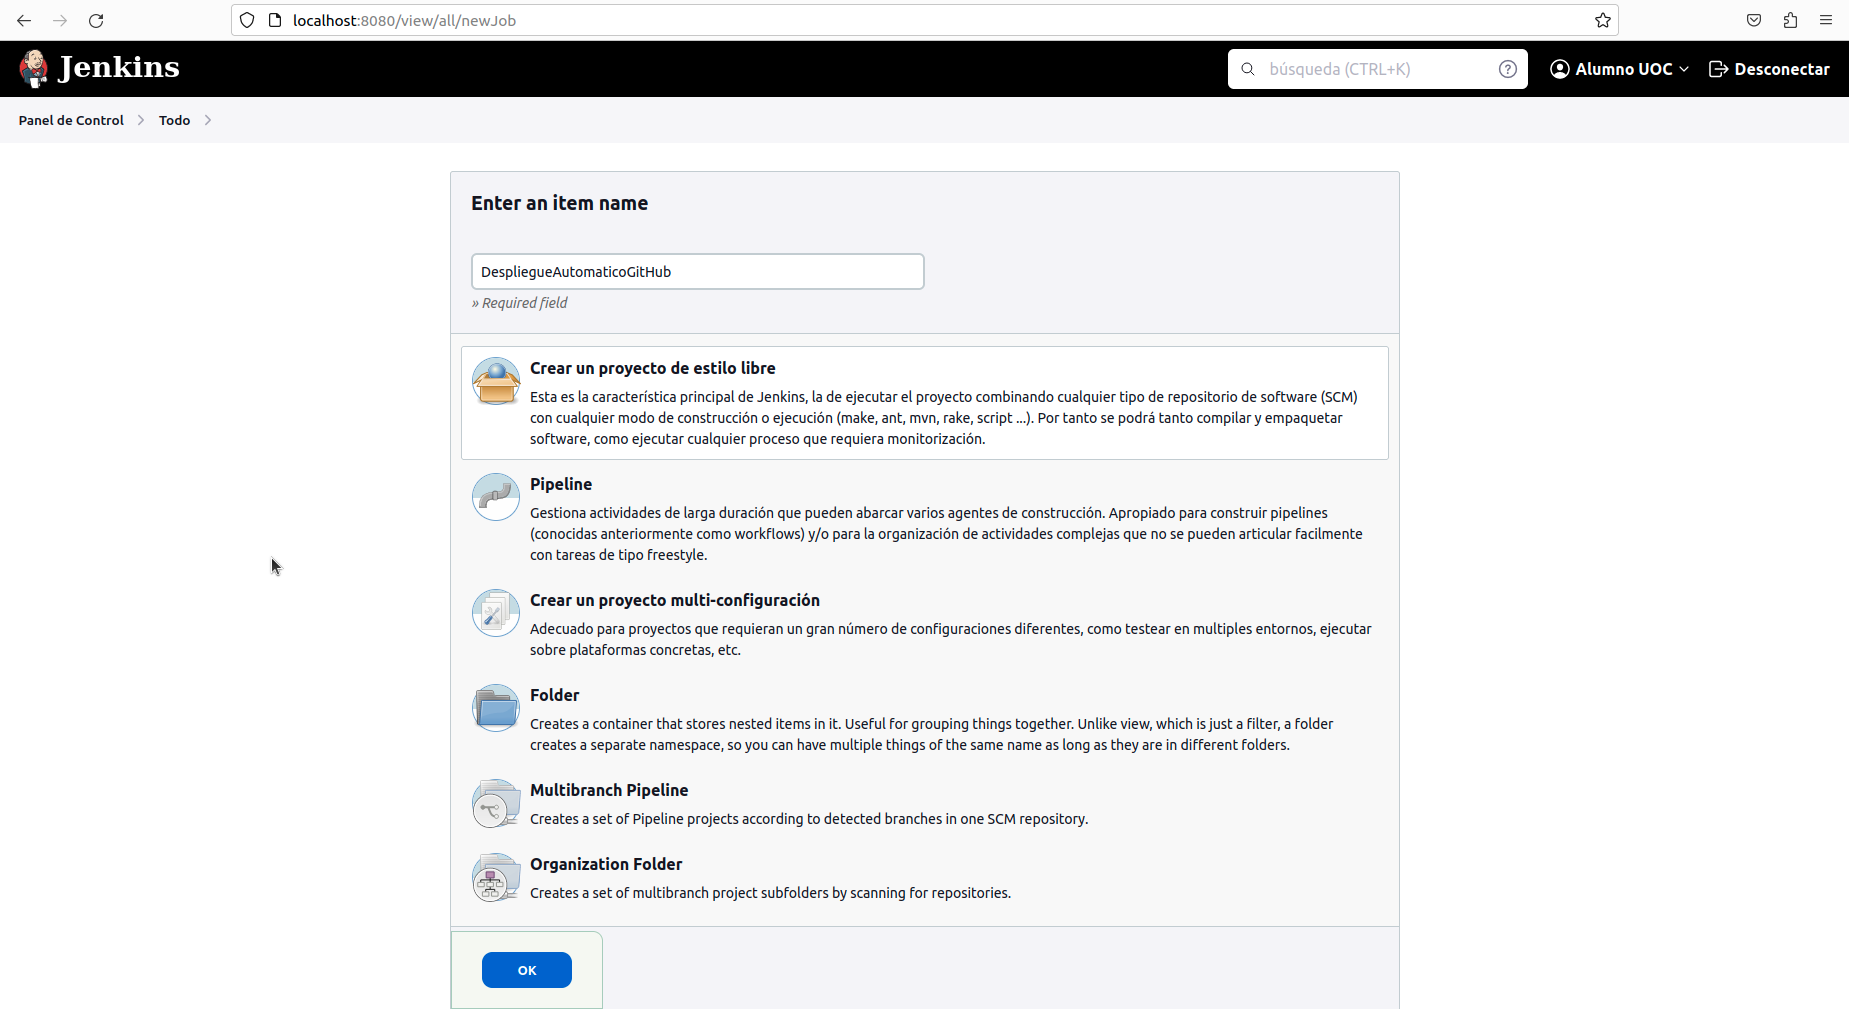 localhost:8080/view/all/newJob
Jenkins
búsqueda (CTRL+K)
Alumno UOC
Desconectar
Panel de Control
Todo
Enter an item name
DespliegueAutomaticoGitHub
» Required field
Crear un proyecto de estilo libre
Esta es la característica principal de Jenkins, la de ejecutar el proyecto combinando cualquier tipo de repositorio de software (SCM)
con cualquier modo de construcción o ejecución (make, ant, mvn, rake, script ...). Por tanto se podrá tanto compilar y empaquetar
software, como ejecutar cualquier proceso que requiera monitorización.
Pipeline
Gestiona actividades de larga duración que pueden abarcar varios agentes de construcción. Apropiado para construir pipelines
(conocidas anteriormente como workflows) y/o para la organización de actividades complejas que no se pueden articular facilmente
con tareas de tipo freestyle.
Crear un proyecto multi-configuración
Adecuado para proyectos que requieran un gran número de configuraciones diferentes, como testear en multiples entornos, ejecutar
sobre plataformas concretas, etc.
Folder
Creates a container that stores nested items in it. Useful for grouping things together. Unlike view, which is just a filter, a folder
creates a separate namespace, so you can have multiple things of the same name as long as they are in different folders.
Multibranch Pipeline
Creates a set of Pipeline projects according to detected branches in one SCM repository.
Organization Folder
Creates a set of multibranch project subfolders by scanning for repositories.
OK